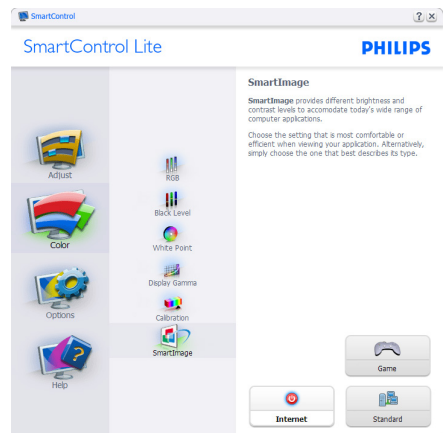 SmartControl
SmartControl Lite
PHILIPS
Adjust
Color
Options
Help
RGB
Black Level
White Point
Display Gamma
Calibration
SmartImage
SmartImage
SmartImage provides different brightness and
contrast levels to accomodate today's wide range of
computer applications.
Choose the setting that is most comfortable or
efficient when viewing your application. Alternatively,
simply choose the one that best describes its type.
Game
Internet
Standard